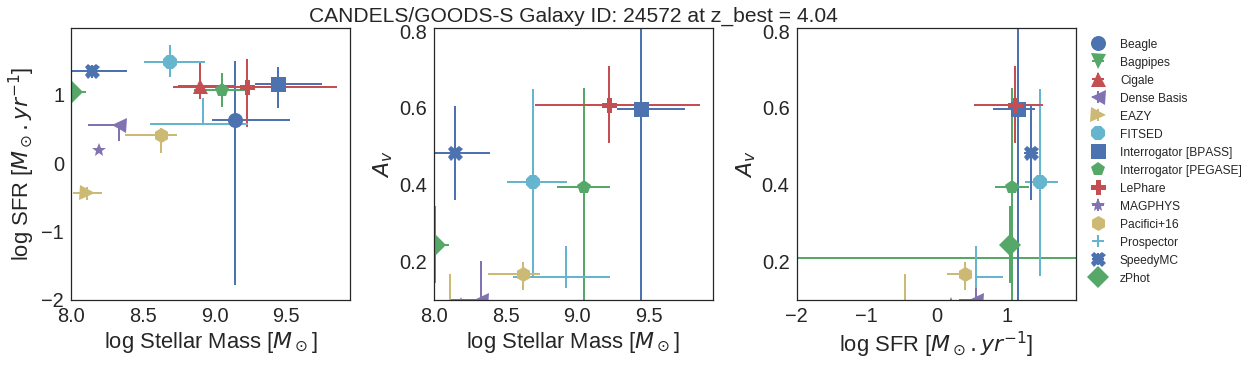 CANDELS/GOODS-S Galaxy ID: 24572 at z_best = 4.04
log SFR [M⊙. yr⁻¹]
1
0
−1
−2
8.0 8.5 9.0 9.5
log Stellar Mass [M⊙]
Aᵥ
0.8
0.6
0.4
0.2
8.0 8.5 9.0 9.5
log Stellar Mass [M⊙]
Aᵥ
0.8
0.6
0.4
0.2
−2 −1 0 1
log SFR [M⊙. yr⁻¹]
Beagle
Bagpipes
Cigale
Dense Basis
EAZY
FITSED
Interrogator [BPASS]
Interrogator [PEGASE]
LePhare
MAGPHYS
Pacifici+16
Prospector
SpeedyMC
zPhot